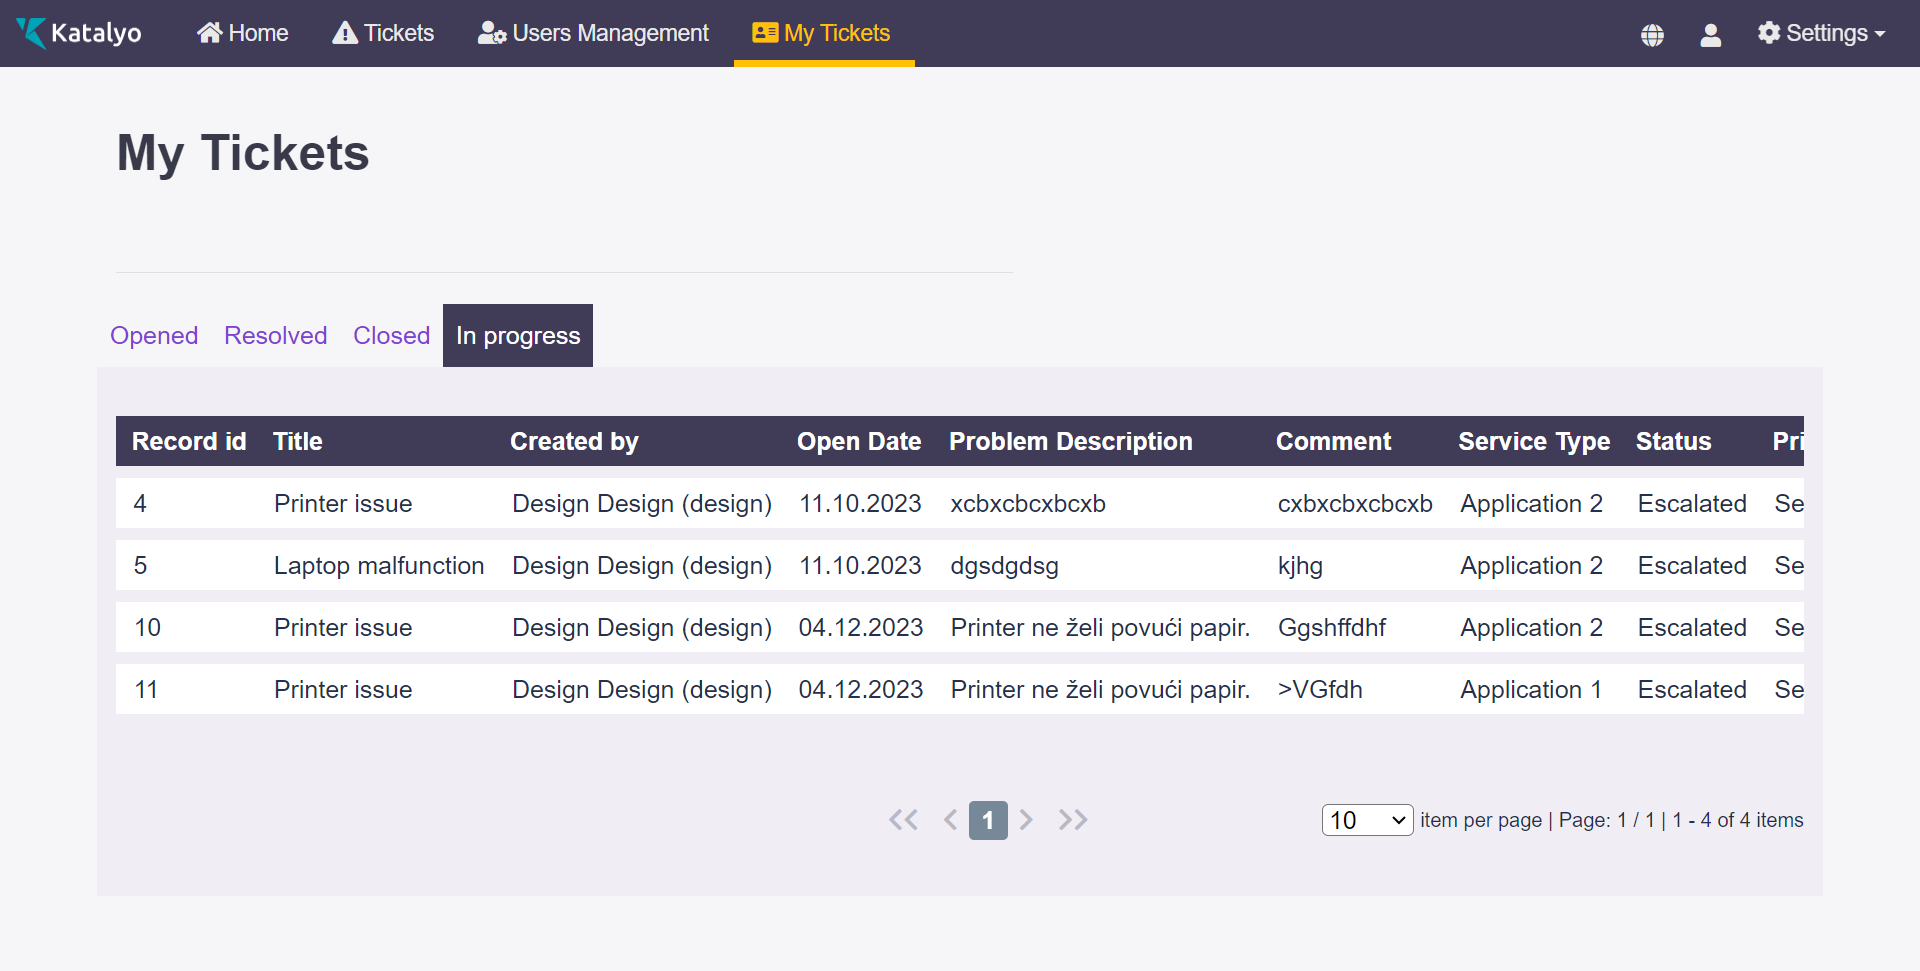 Katalyo Home Tickets Users Management My Tickets Settings
My Tickets
Opened Resolved Closed In progress
Record id Title Created by Open Date Problem Description Comment Service Type Status Pri
4 Printer issue Design Design (design) 11.10.2023 xcbxcbcxbcxb cxbxcbxcbcxb Application 2 Escalated Se
5 Laptop malfunction Design Design (design) 11.10.2023 dgsdgdsg kjhg Application 2 Escalated Se
10 Printer issue Design Design (design) 04.12.2023 Printer ne želi povući papir. Ggshffdhf Application 2 Escalated Se
11 Printer issue Design Design (design) 04.12.2023 Printer ne želi povući papir. >VGfdh Application 1 Escalated Se
1 10 item per page | Page: 1 / 1 | 1 - 4 of 4 items